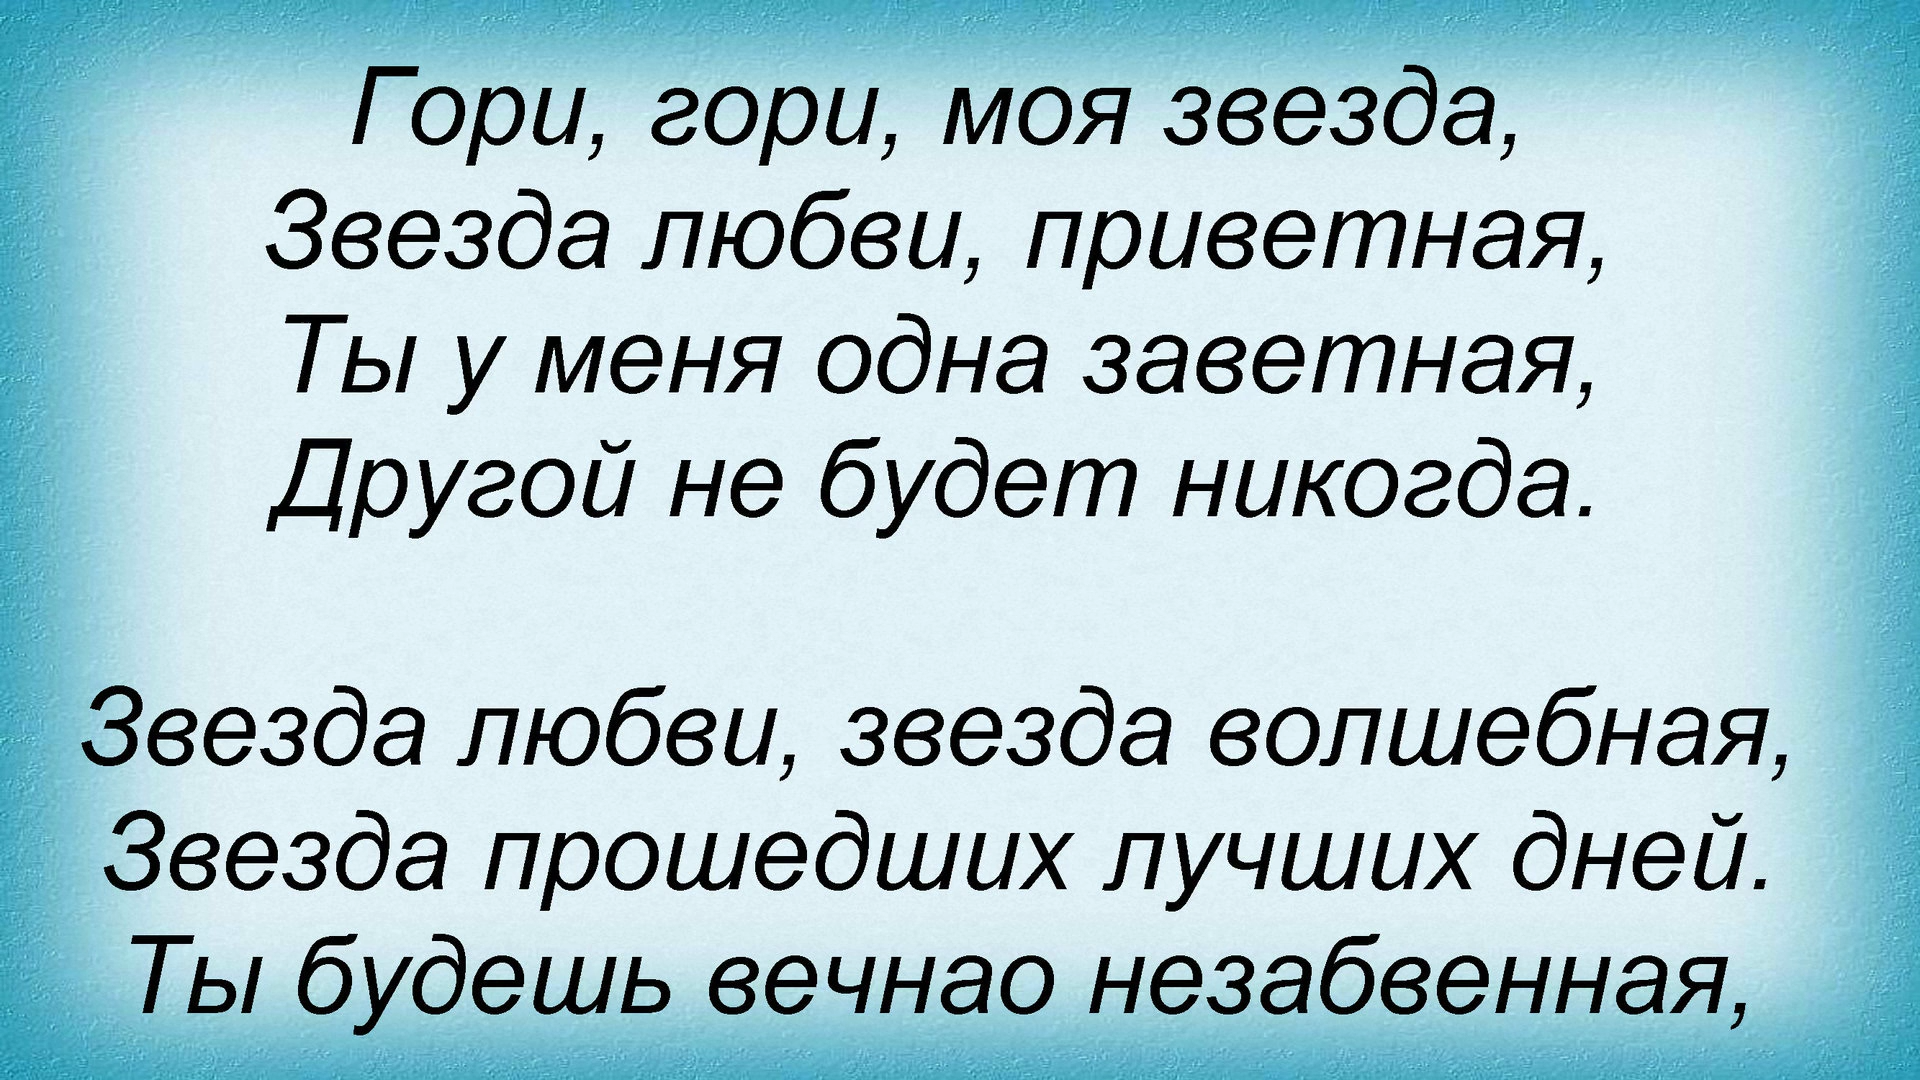 Гори, гори, моя звезда,
Звезда любви, приветная,
Ты у меня одна заветная,
Другой не будет никогда.
Звезда любви, звезда волшебная,
Звезда прошедших лучших дней.
Ты будешь вечнао незабвенная,